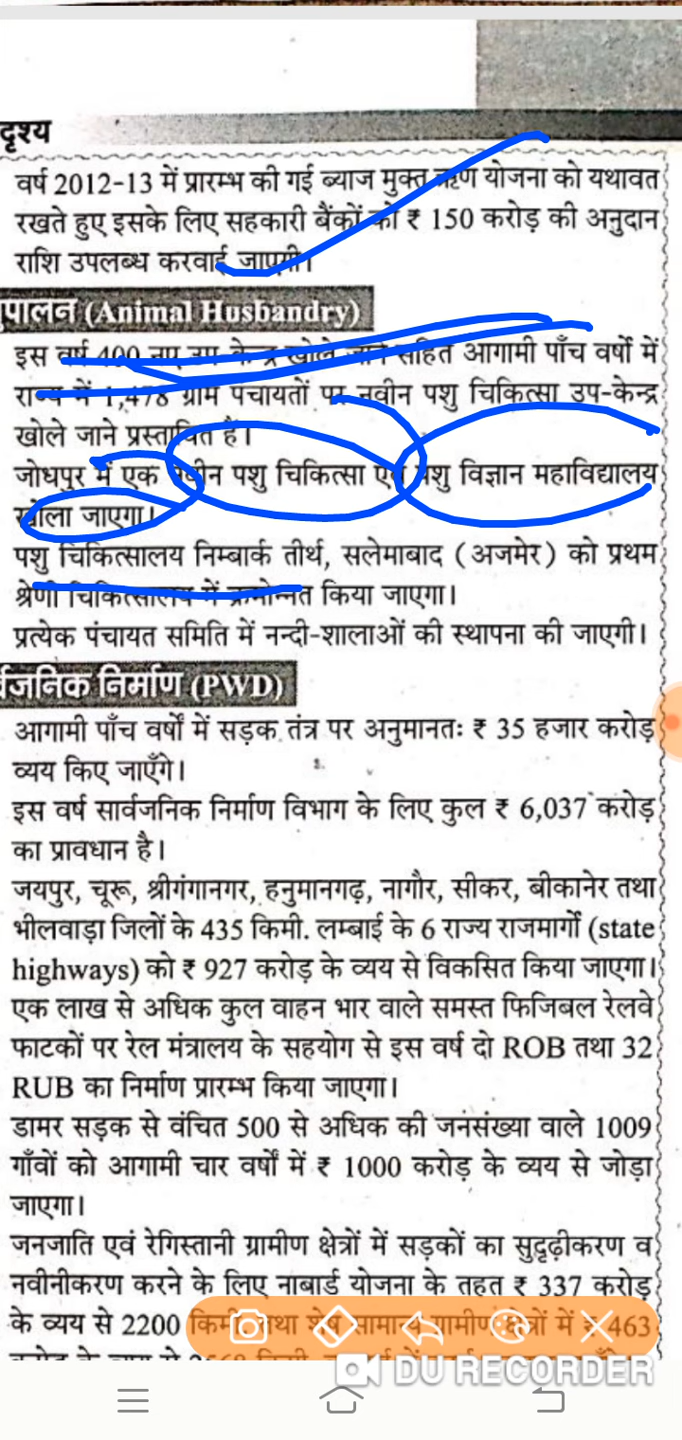 दृश्य
वर्ष 2012-13 में प्रारम्भ की गई ब्याज मुक्त ऋण योजना को यथावत
रखते हुए इसके लिए सहकारी बैंकों को ₹ 150 करोड़ की अनुदान
राशि उपलब्ध करवाई जाएगी।
पालन (Animal Husbandry)
इस वर्ष 400 नए उप केन्द्र खोले जाने सहित आगामी पाँच वर्षों में
राज्य में 1,478 ग्राम पंचायतों पर नवीन पशु चिकित्सा उप-केन्द्र
खोले जाने प्रस्तावित हैं।
जोधपुर में एक नवीन पशु चिकित्सा एवं पशु विज्ञान महाविद्यालय
खोला जाएगा।
पशु चिकित्सालय निम्बार्क तीर्थ, सलेमाबाद (अजमेर) को प्रथम
श्रेणी चिकित्सालय में क्रमोन्नत किया जाएगा।
प्रत्येक पंचायत समिति में नन्दी-शालाओं की स्थापना की जाएगी।
र्वजनिक निर्माण (PWD)
आगामी पाँच वर्षों में सड़क तंत्र पर अनुमानतः ₹ 35 हजार करोड़
व्यय किए जाएँगे।
इस वर्ष सार्वजनिक निर्माण विभाग के लिए कुल ₹ 6,037 करोड़
का प्रावधान है।
जयपुर, चूरू, श्रीगंगानगर, हनुमानगढ़, नागौर, सीकर, बीकानेर तथा
भीलवाड़ा जिलों के 435 किमी. लम्बाई के 6 राज्य राजमार्गों (state
highways) को ₹ 927 करोड़ के व्यय से विकसित किया जाएगा।
एक लाख से अधिक कुल वाहन भार वाले समस्त फिजिबल रेलवे
फाटकों पर रेल मंत्रालय के सहयोग से इस वर्ष दो ROB तथा 32
RUB का निर्माण प्रारम्भ किया जाएगा।
डामर सड़क से वंचित 500 से अधिक की जनसंख्या वाले 1009
गाँवों को आगामी चार वर्षों में ₹ 1000 करोड़ के व्यय से जोड़ा
जाएगा।
जनजाति एवं रेगिस्तानी ग्रामीण क्षेत्रों में सड़कों का सुदृढ़ीकरण व
नवीनीकरण करने के लिए नाबार्ड योजना के तहत ₹ 337 करोड़
के व्यय से 2200 किमी. तथा शेष सामान्य ग्रामीण क्षेत्रों में ₹ 463
DU RECORDER